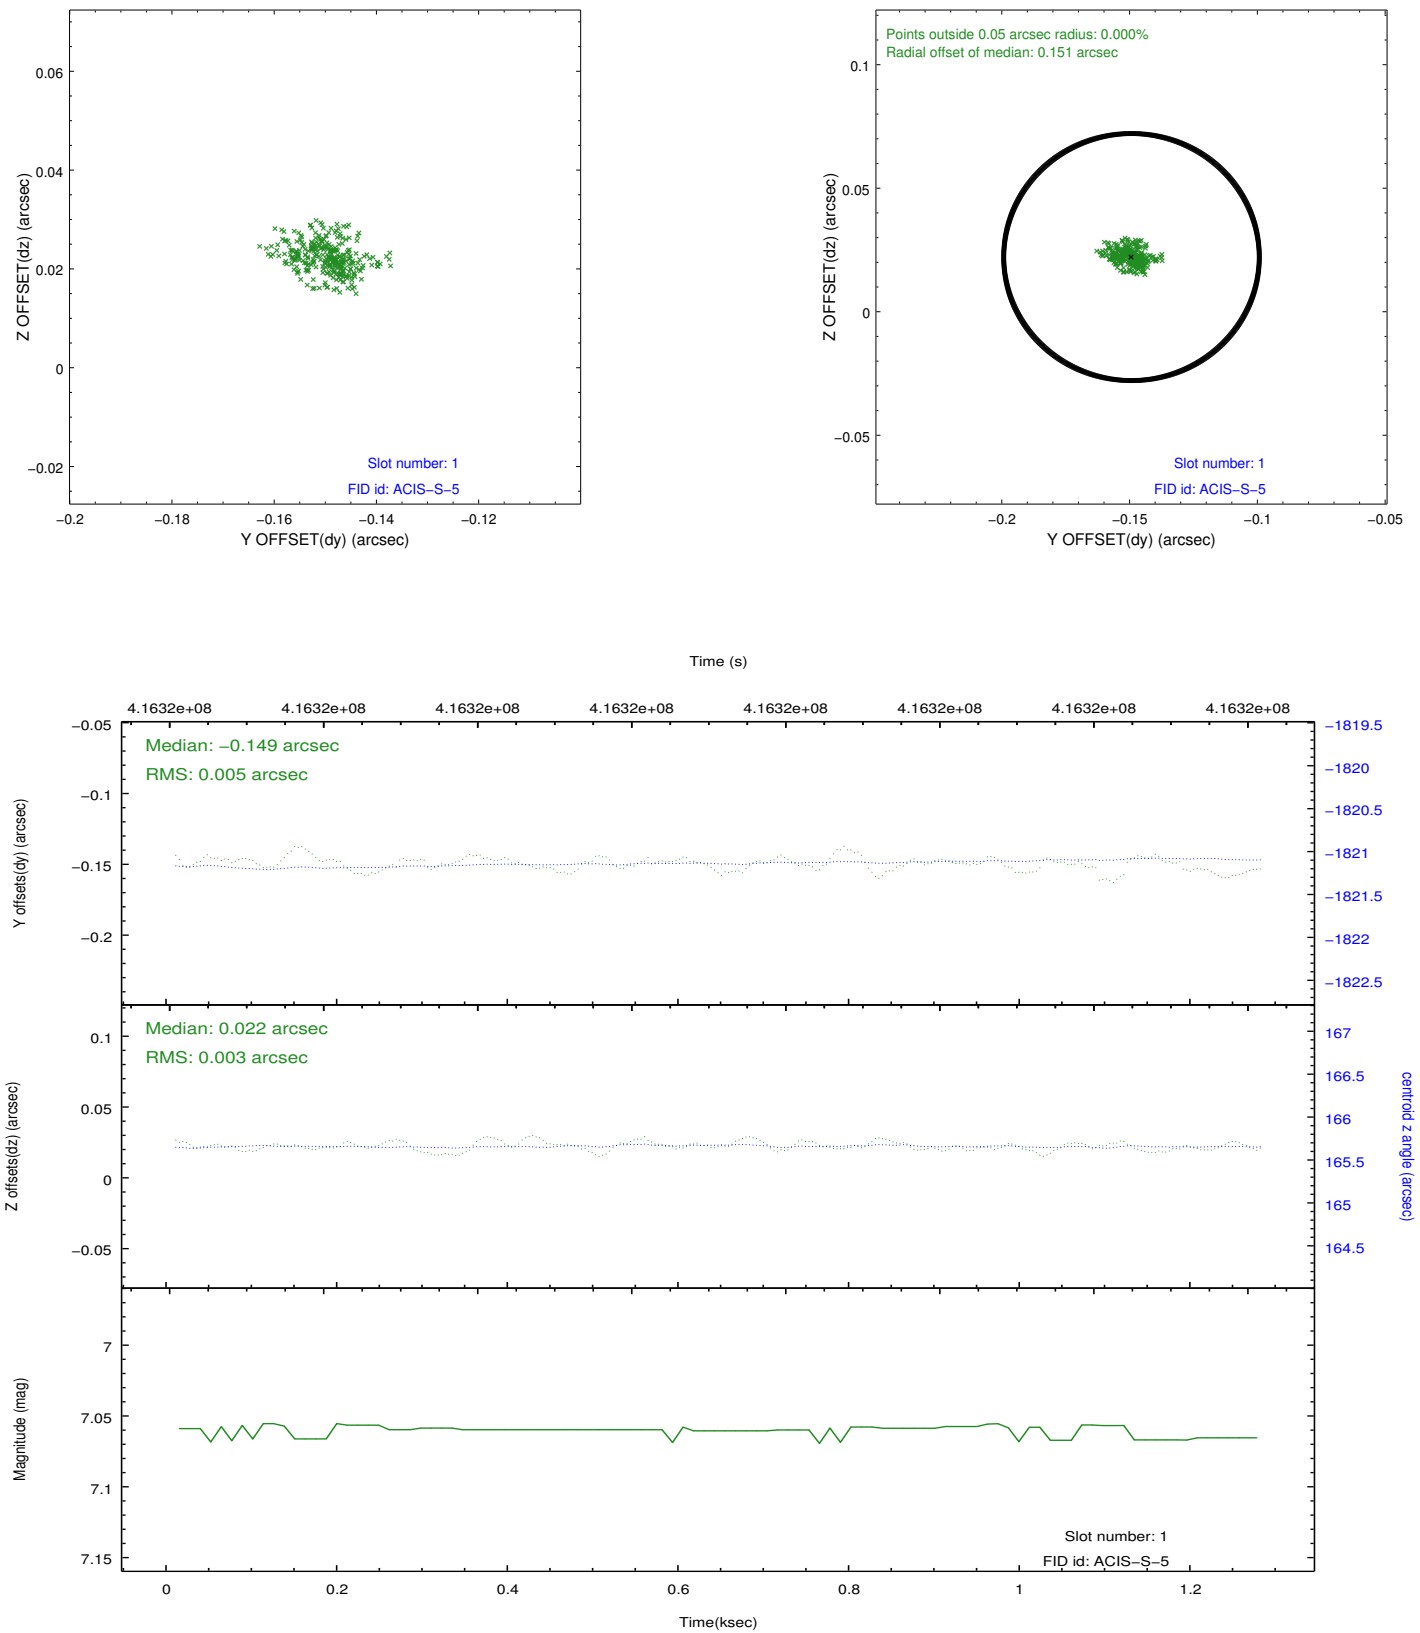 0.06
0.04
0.02
0
−0.02
Z OFFSET(dz) (arcsec)
Slot number: 1
FID id: ACIS−S−5
−0.2 −0.18 −0.16 −0.14 −0.12
Y OFFSET(dy) (arcsec)
Points outside 0.05 arcsec radius: 0.000%
Radial offset of median: 0.151 arcsec
0.1
0.05
0
−0.05
Z OFFSET(dz) (arcsec)
Slot number: 1
FID id: ACIS−S−5
−0.2 −0.15 −0.1 −0.05
Y OFFSET(dy) (arcsec)
Time (s)
4.1632e+08 4.1632e+08 4.1632e+08 4.1632e+08 4.1632e+08 4.1632e+08 4.1632e+08 4.1632e+08
Median: −0.149 arcsec
RMS: 0.005 arcsec
−0.05
−0.1
−0.15
−0.2
Y offsets(dy) (arcsec)
−1819.5
−1820
−1820.5
−1821
−1821.5
−1822
−1822.5
Median: 0.022 arcsec
RMS: 0.003 arcsec
0.1
0.05
0
−0.05
Z offsets(dz) (arcsec)
167
166.5
166
165.5
165
164.5
centroid z angle (arcsec)
7
7.05
7.1
7.15
Magnitude (mag)
Slot number: 1
FID id: ACIS−S−5
0 0.2 0.4 0.6 0.8 1 1.2
Time(ksec)